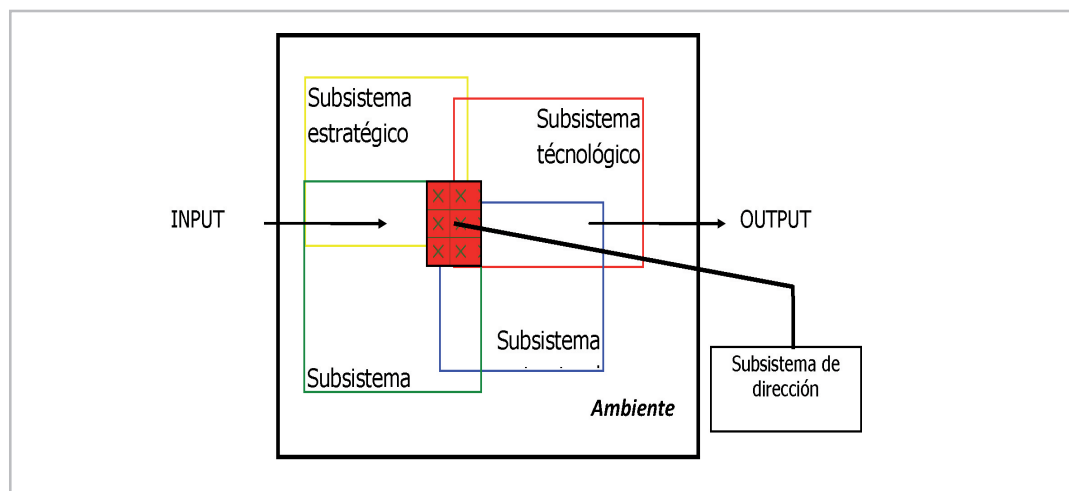 Subsistema
estratégico
Subsistema
técnológico
INPUT
OUTPUT
Subsistema
Subsistema
Ambiente
Subsistema de
dirección